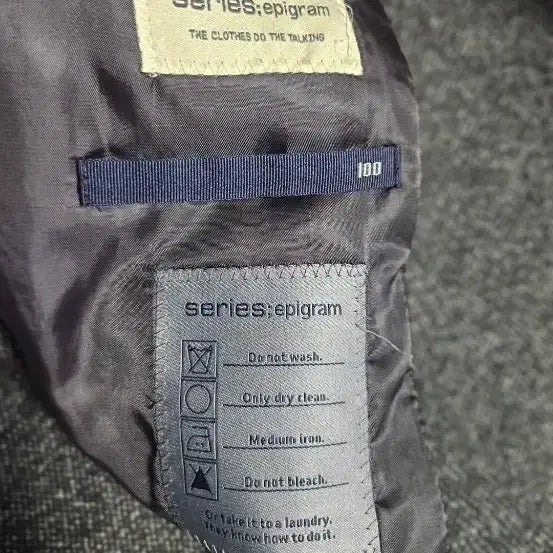 series;epigram
THE CLOTHES DO THE TALKING
100
series;epigram
Do not wash.
Only dry clean.
Medium iron.
Do not bleach.
Or take it to a laundry.
They know how to do it.